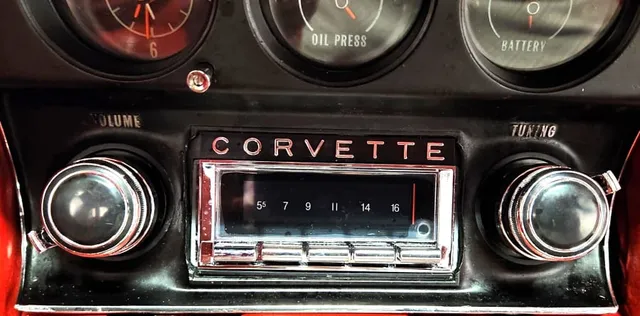 6
OIL PRESS
BATTERY
VOLUME
TUNING
CORVETTE
5⁵ 7 9 11 14 16